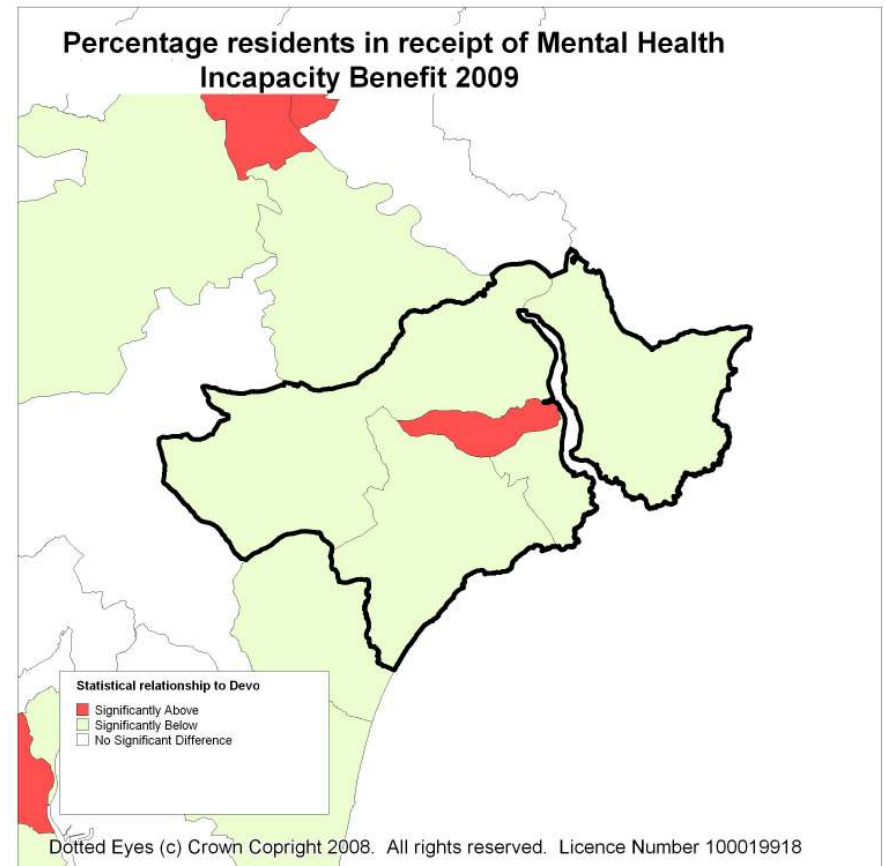 Percentage residents in receipt of Mental Health
Incapacity Benefit 2009
Statistical relationship to Devo
Significantly Above
Significantly Below
No Significant Difference
Dotted Eyes (c) Crown Copright 2008. All rights reserved. Licence Number 100019918